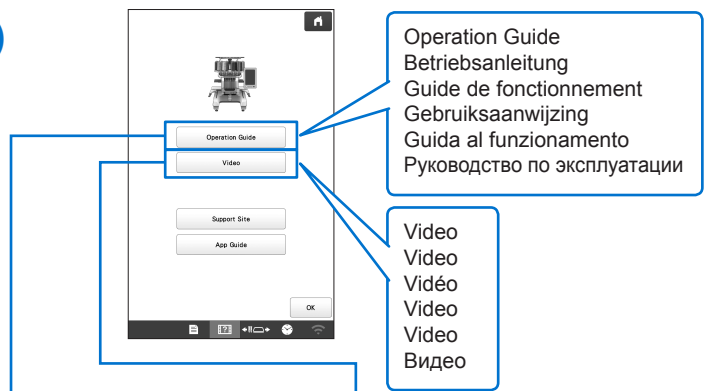 Operation Guide
Video
Support Site
App Guide
OK
Operation Guide
Betriebsanleitung
Guide de fonctionnement
Gebruiksaanwijzing
Guida al funzionamento
Руководство по эксплуатации
Video
Video
Vidéo
Video
Video
Видео